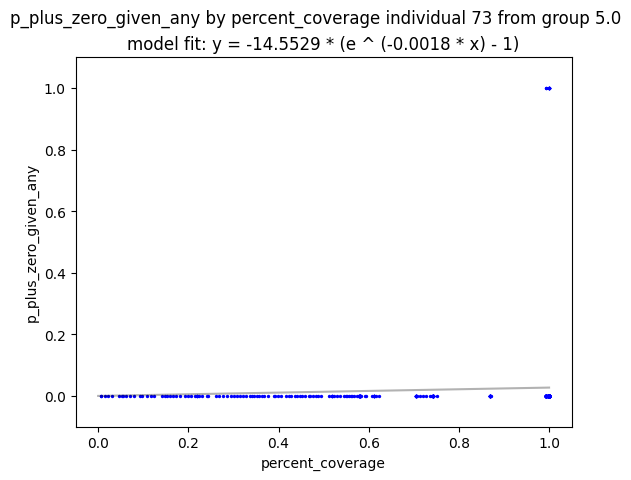 p_plus_zero_given_any by percent_coverage individual 73 from group 5.0
model fit: y = -14.5529 * (e ^ (-0.0018 * x) - 1)
1.0
0.8
0.6
0.4
0.2
0.0
p_plus_zero_given_any
0.0 0.2 0.4 0.6 0.8 1.0
percent_coverage